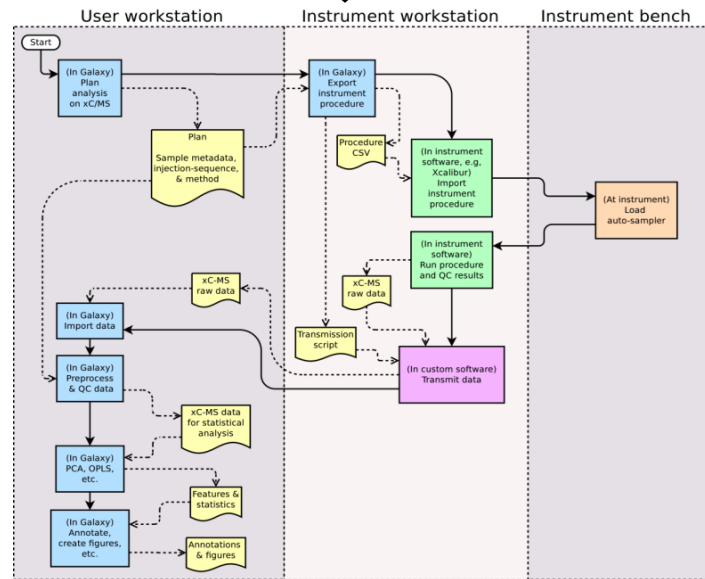 User workstation
Instrument workstation
Instrument bench
Start
(In Galaxy)
Plan
analysis
on xC/MS
(In Galaxy)
Export
instrument
procedure
Plan
Sample metadata,
injection-sequence,
& method
Procedure
CSV
(In instrument
software, e.g,
Xcalibur)
Import
instrument
procedure
(At instrument)
Load
auto-sampler
(In instrument
software)
Run procedure
and QC results
xC-MS
raw data
xC-MS
raw data
(In Galaxy)
Import data
Transmission
script
(In custom software)
Transmit data
(In Galaxy)
Preprocess
& QC data
xC-MS data
for statistical
analysis
(In Galaxy)
PCA, OPLS,
etc.
Features &
statistics
(In Galaxy)
Annotate,
create figures,
etc.
Annotations
& figures